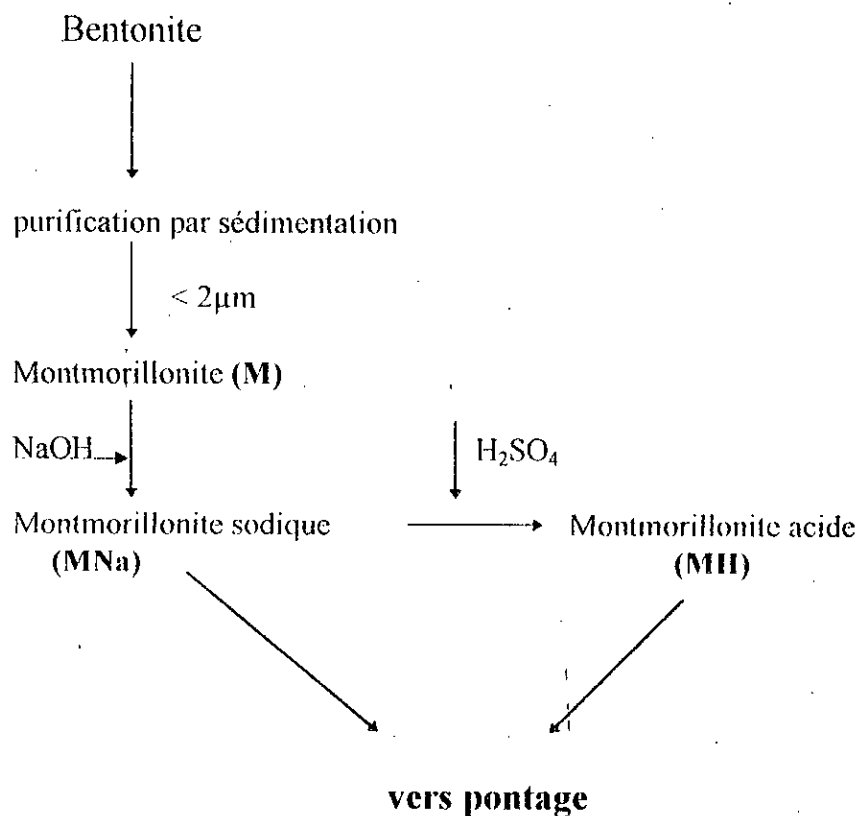 Bentonite
purification par sédimentation
< 2µm
Montmorillonite (M)
NaOH
H₂SO₄
Montmorillonite sodique
(MNa)
Montmorillonite acide
(MH)
vers pontage